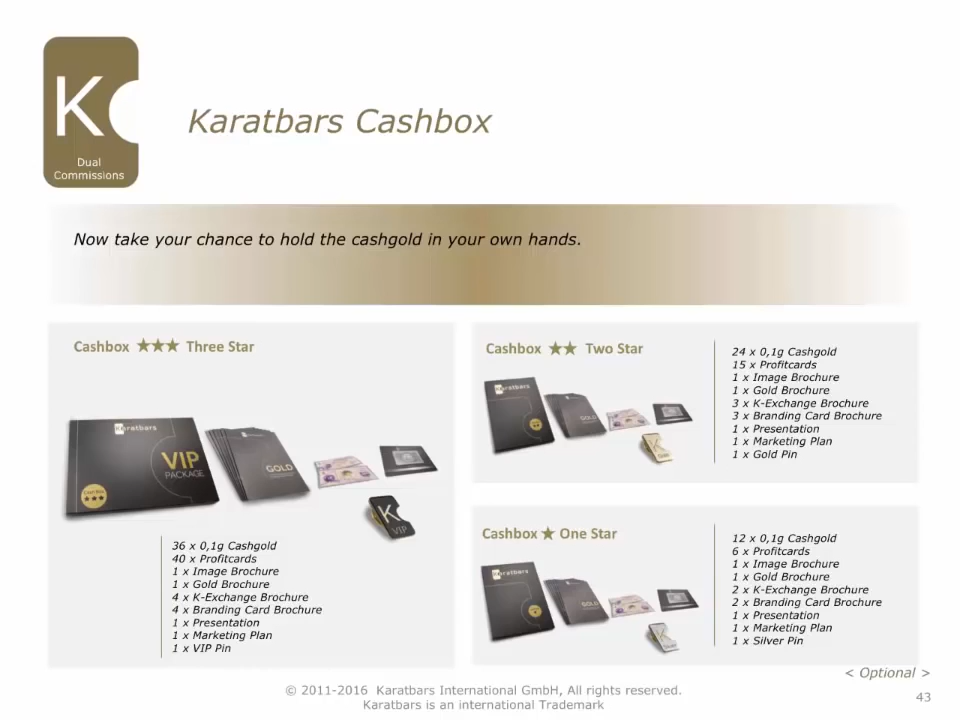 K
Dual
Commissions
Karatbars Cashbox
Now take your chance to hold the cashgold in your own hands.
Cashbox ★★★ Three Star
Karatbars
VIP
PACKAGE
GOLD
K
VIP
36 x 0,1g Cashgold
40 x Profitcards
1 x Image Brochure
1 x Gold Brochure
4 x K-Exchange Brochure
4 x Branding Card Brochure
1 x Presentation
1 x Marketing Plan
1 x VIP Pin
Cashbox ★★ Two Star
Karatbars
GOLD
K
24 x 0,1g Cashgold
15 x Profitcards
1 x Image Brochure
1 x Gold Brochure
3 x K-Exchange Brochure
3 x Branding Card Brochure
1 x Presentation
1 x Marketing Plan
1 x Gold Pin
Cashbox ★ One Star
Karatbars
GOLD
K
12 x 0,1g Cashgold
6 x Profitcards
1 x Image Brochure
1 x Gold Brochure
2 x K-Exchange Brochure
2 x Branding Card Brochure
1 x Presentation
1 x Marketing Plan
1 x Silver Pin
< Optional >
© 2011-2016 Karatbars International GmbH, All rights reserved.
Karatbars is an international Trademark
43